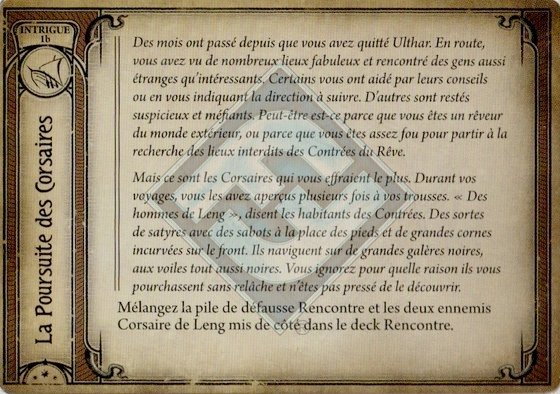 INTRIGUE
1b
La Poursuite des Corsaires
Des mois ont passé depuis que vous avez quitté Ulthar. En route,
vous avez vu de nombreux lieux fabuleux et rencontré des gens aussi
étranges qu'intéressants. Certains vous ont aidé par leurs conseils
ou en vous indiquant la direction à suivre. D'autres sont restés
suspicieux et méfiants. Peut-être est-ce parce que vous êtes un rêveur
du monde extérieur, ou parce que vous êtes assez fou pour partir à la
recherche des lieux interdits des Contrées du Rêve.
Mais ce sont les Corsaires qui vous effraient le plus. Durant vos
voyages, vous les avez aperçus plusieurs fois à vos trousses. « Des
hommes de Leng », disent les habitants des Contrées. Des sortes
de satyres avec des sabots à la place des pieds et de grandes cornes
incurvées sur le front. Ils naviguent sur de grandes galères noires,
aux voiles tout aussi noires. Vous ignorez pour quelle raison ils vous
pourchassent sans relâche et n'êtes pas pressé de le découvrir.
Mélangez la pile de défausse Rencontre et les deux ennemis
Corsaire de Leng mis de côté dans le deck Rencontre.
©